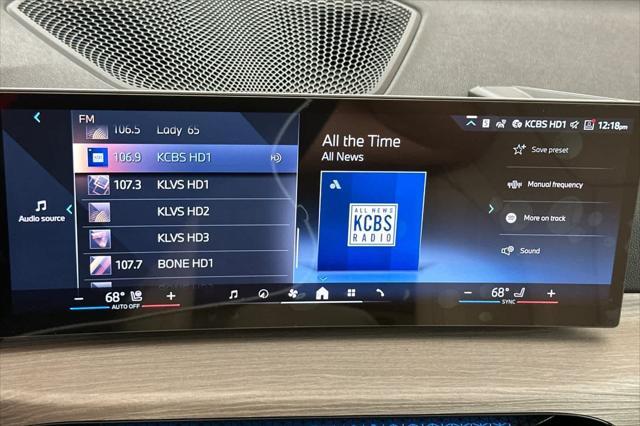 FM
KCBS HD1 12:18pm
106.5 Lady 65
106.9 KCBS HD1
107.3 KLVS HD1
KLVS HD2
KLVS HD3
107.7 BONE HD1
Audio source
All the Time
All News
ALL NEWS
KCBS
RADIO
Save preset
Manual frequency
More on track
Sound
- 68° +
AUTO OFF
- 68° +
SYNC